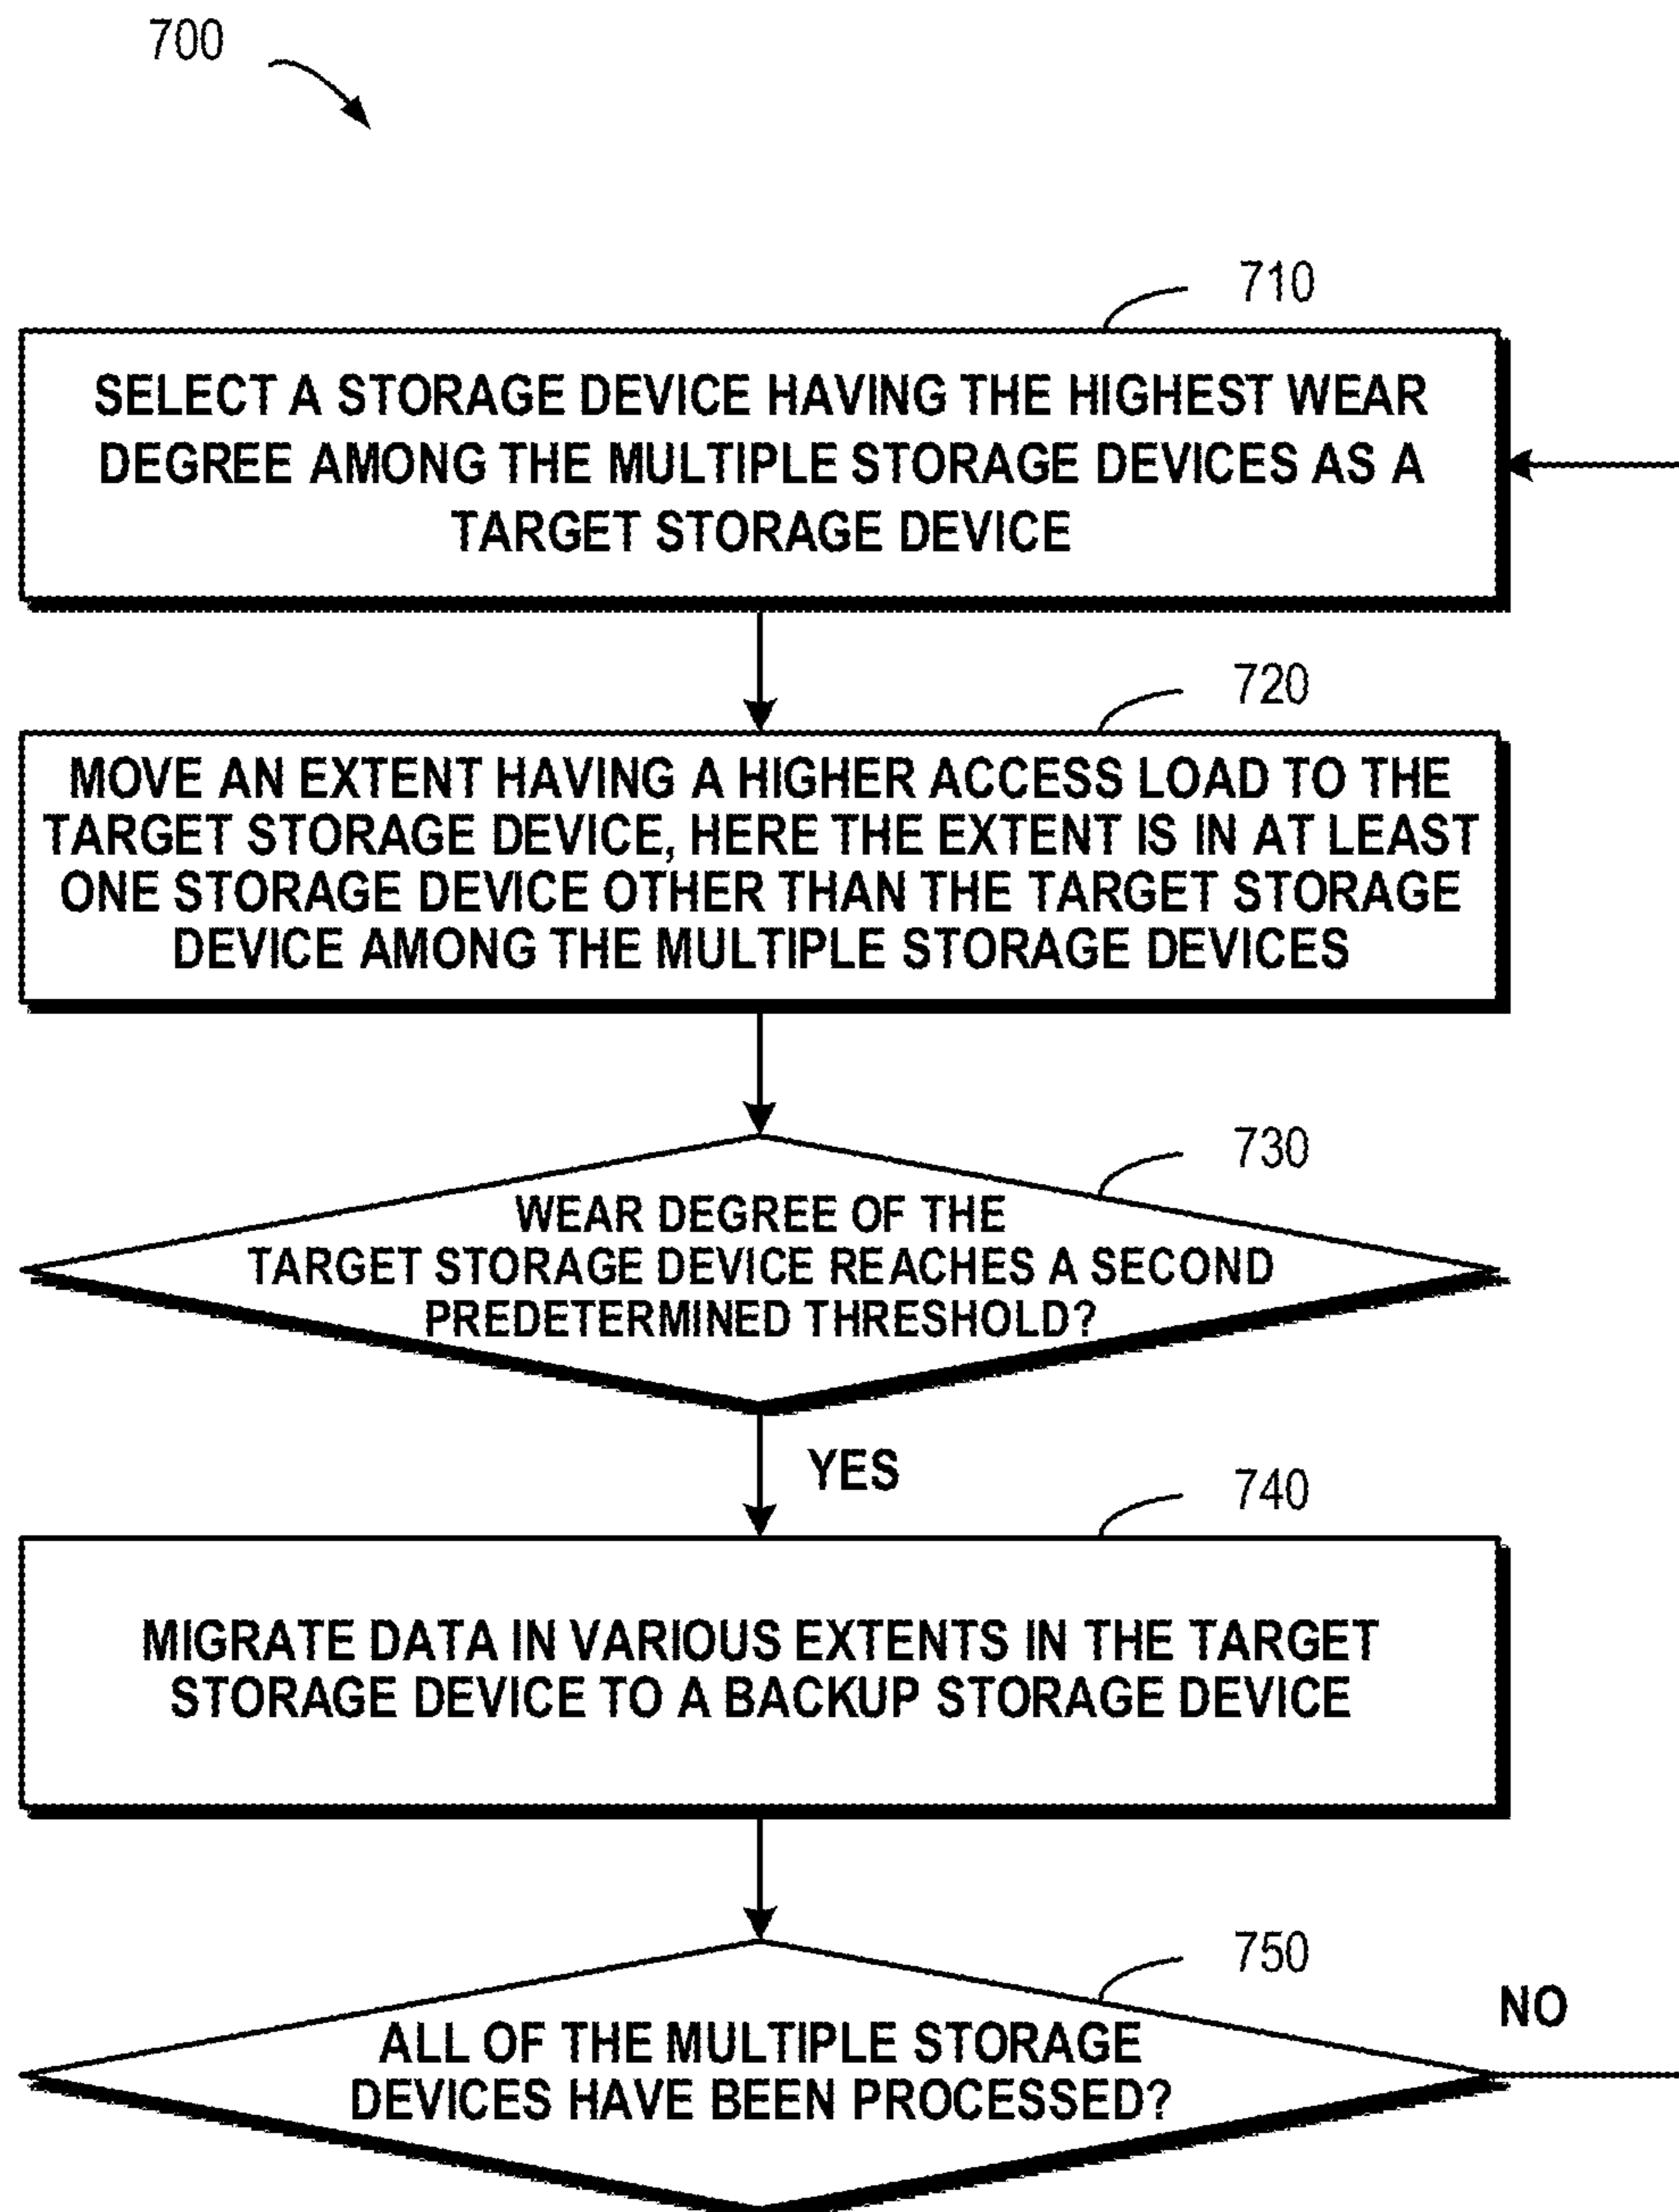 700
710
SELECT A STORAGE DEVICE HAVING THE HIGHEST WEAR
DEGREE AMONG THE MULTIPLE STORAGE DEVICES AS A
TARGET STORAGE DEVICE
720
MOVE AN EXTENT HAVING A HIGHER ACCESS LOAD TO THE
TARGET STORAGE DEVICE, HERE THE EXTENT IS IN AT LEAST
ONE STORAGE DEVICE OTHER THAN THE TARGET STORAGE
DEVICE AMONG THE MULTIPLE STORAGE DEVICES
730
WEAR DEGREE OF THE
TARGET STORAGE DEVICE REACHES A SECOND
PREDETERMINED THRESHOLD?
YES
740
MIGRATE DATA IN VARIOUS EXTENTS IN THE TARGET
STORAGE DEVICE TO A BACKUP STORAGE DEVICE
750
NO
ALL OF THE MULTIPLE STORAGE
DEVICES HAVE BEEN PROCESSED?